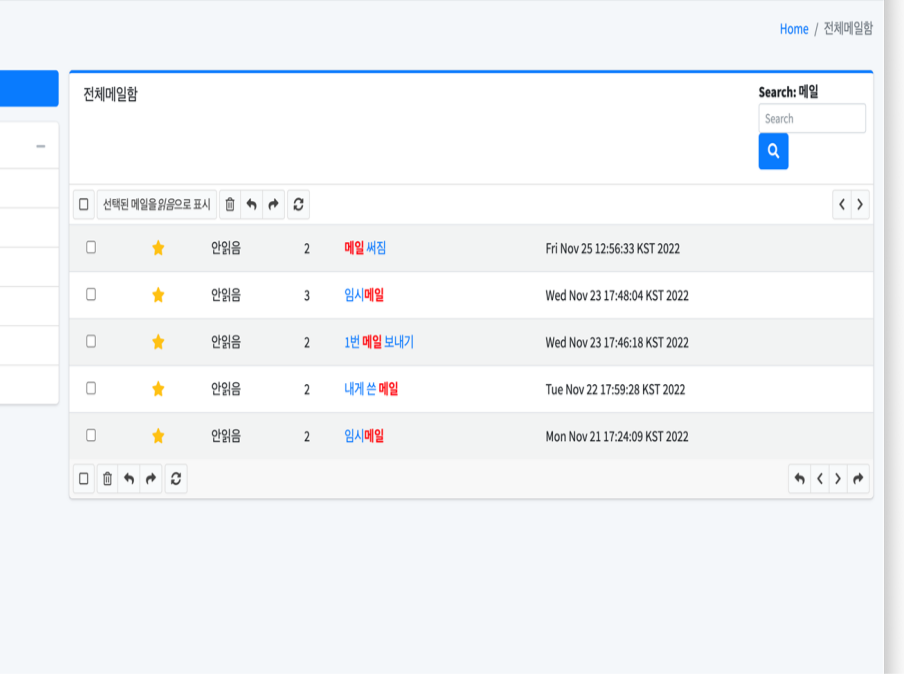 Home / 전체메일함
전체메일함
Search: 메일
Search
선택된 메일을 읽음으로 표시
안읽음 2 메일 써짐 Fri Nov 25 12:56:33 KST 2022
안읽음 3 임시메일 Wed Nov 23 17:48:04 KST 2022
안읽음 2 1번 메일 보내기 Wed Nov 23 17:46:18 KST 2022
안읽음 2 내게 쓴 메일 Tue Nov 22 17:59:28 KST 2022
안읽음 2 임시메일 Mon Nov 21 17:24:09 KST 2022